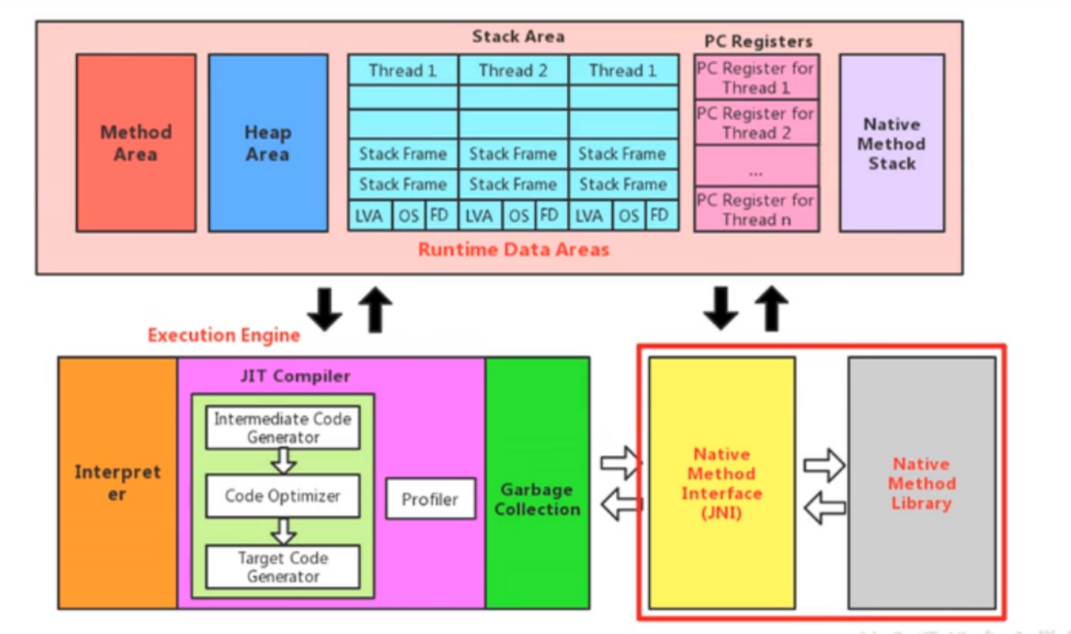 Stack Area
PC Registers
Method
Area
Heap
Area
Thread 1
Thread 2
Thread 1
Stack Frame
Stack Frame
Stack Frame
Stack Frame
Stack Frame
Stack Frame
LVA
OS
FD
LVA
OS
FD
LVA
OS
FD
PC Register for
Thread 1
PC Register for
Thread 2
...
PC Register for
Thread n
Native
Method
Stack
Runtime Data Areas
Execution Engine
Interpret
er
JIT Compiler
Intermediate Code
Generator
Code Optimizer
Target Code
Generator
Profiler
Garbage
Collection
Native
Method
Interface
(JNI)
Native
Method
Library